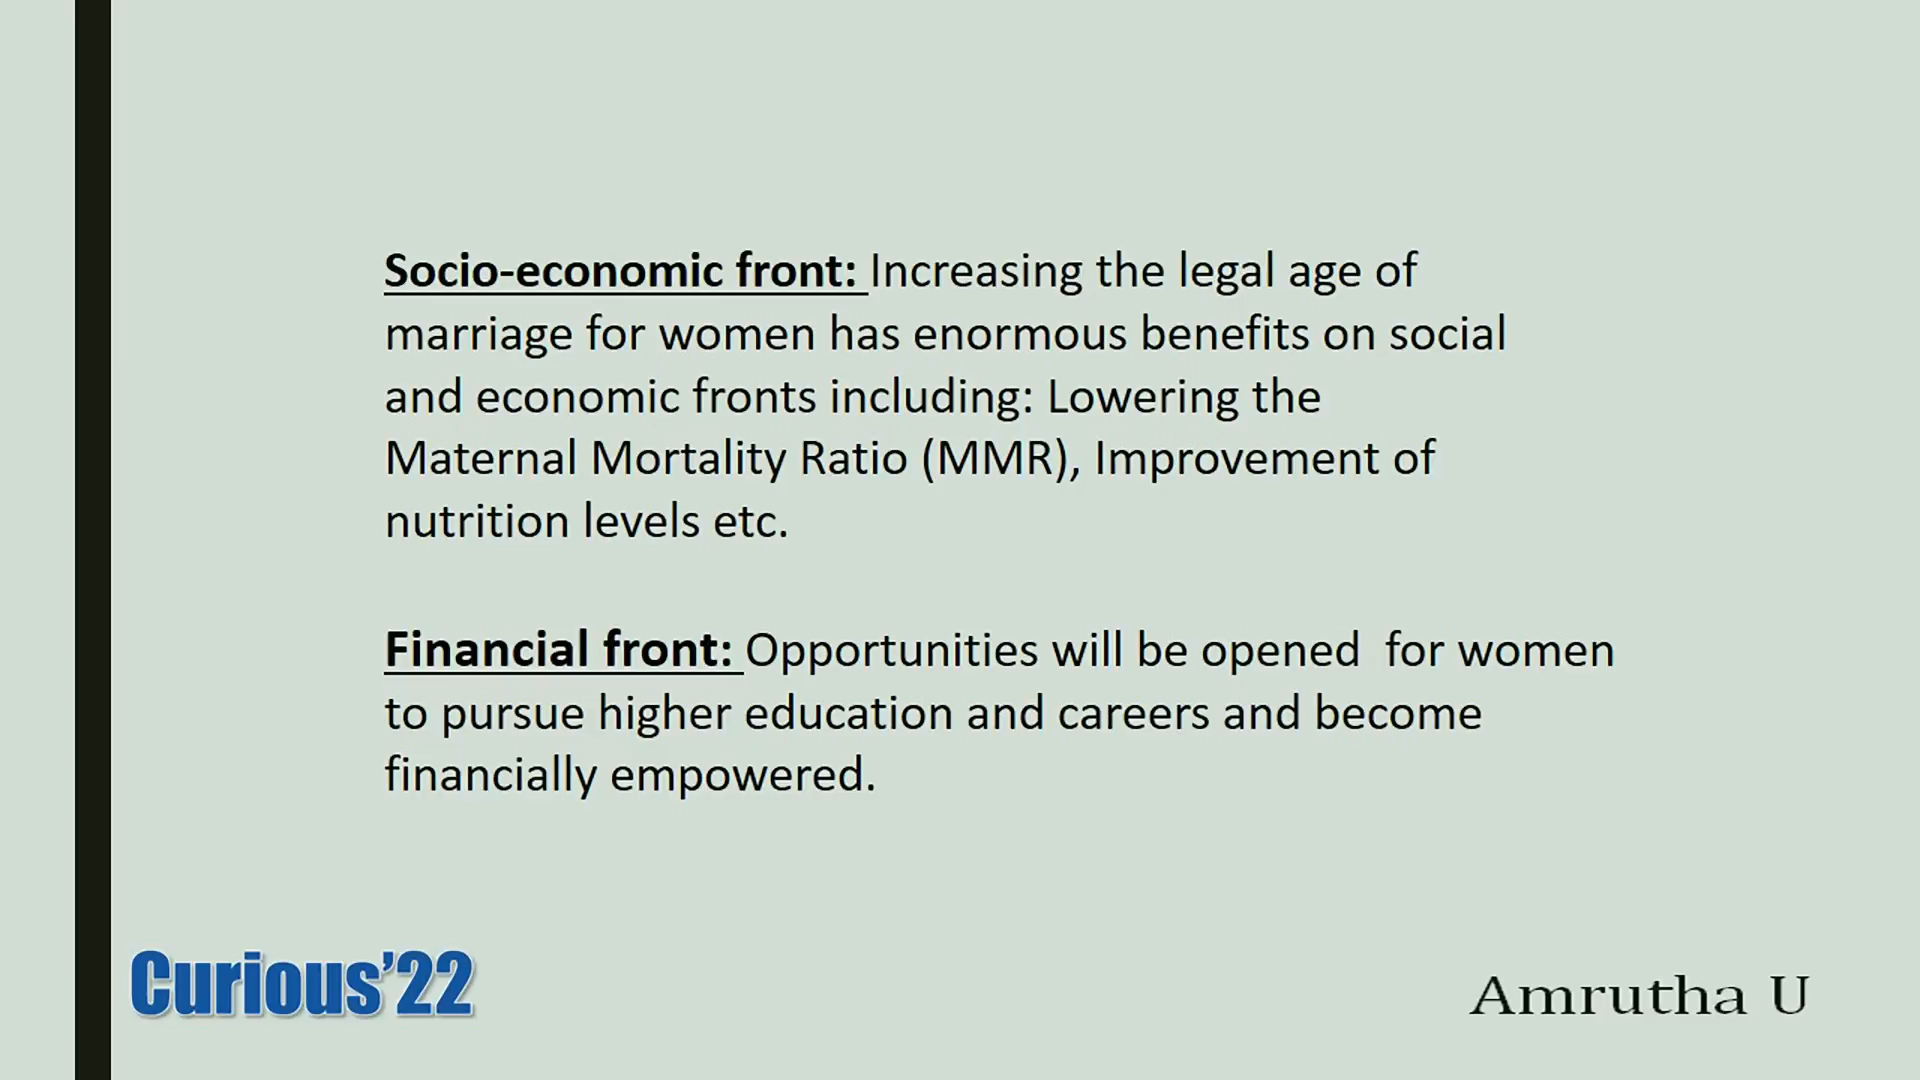 Socio-economic front: Increasing the legal age of
marriage for women has enormous benefits on social
and economic fronts including: Lowering the
Maternal Mortality Ratio (MMR), Improvement of
nutrition levels etc.
Financial front: Opportunities will be opened  for women
to pursue higher education and careers and become
financially empowered.
Curious’22
Amrutha U